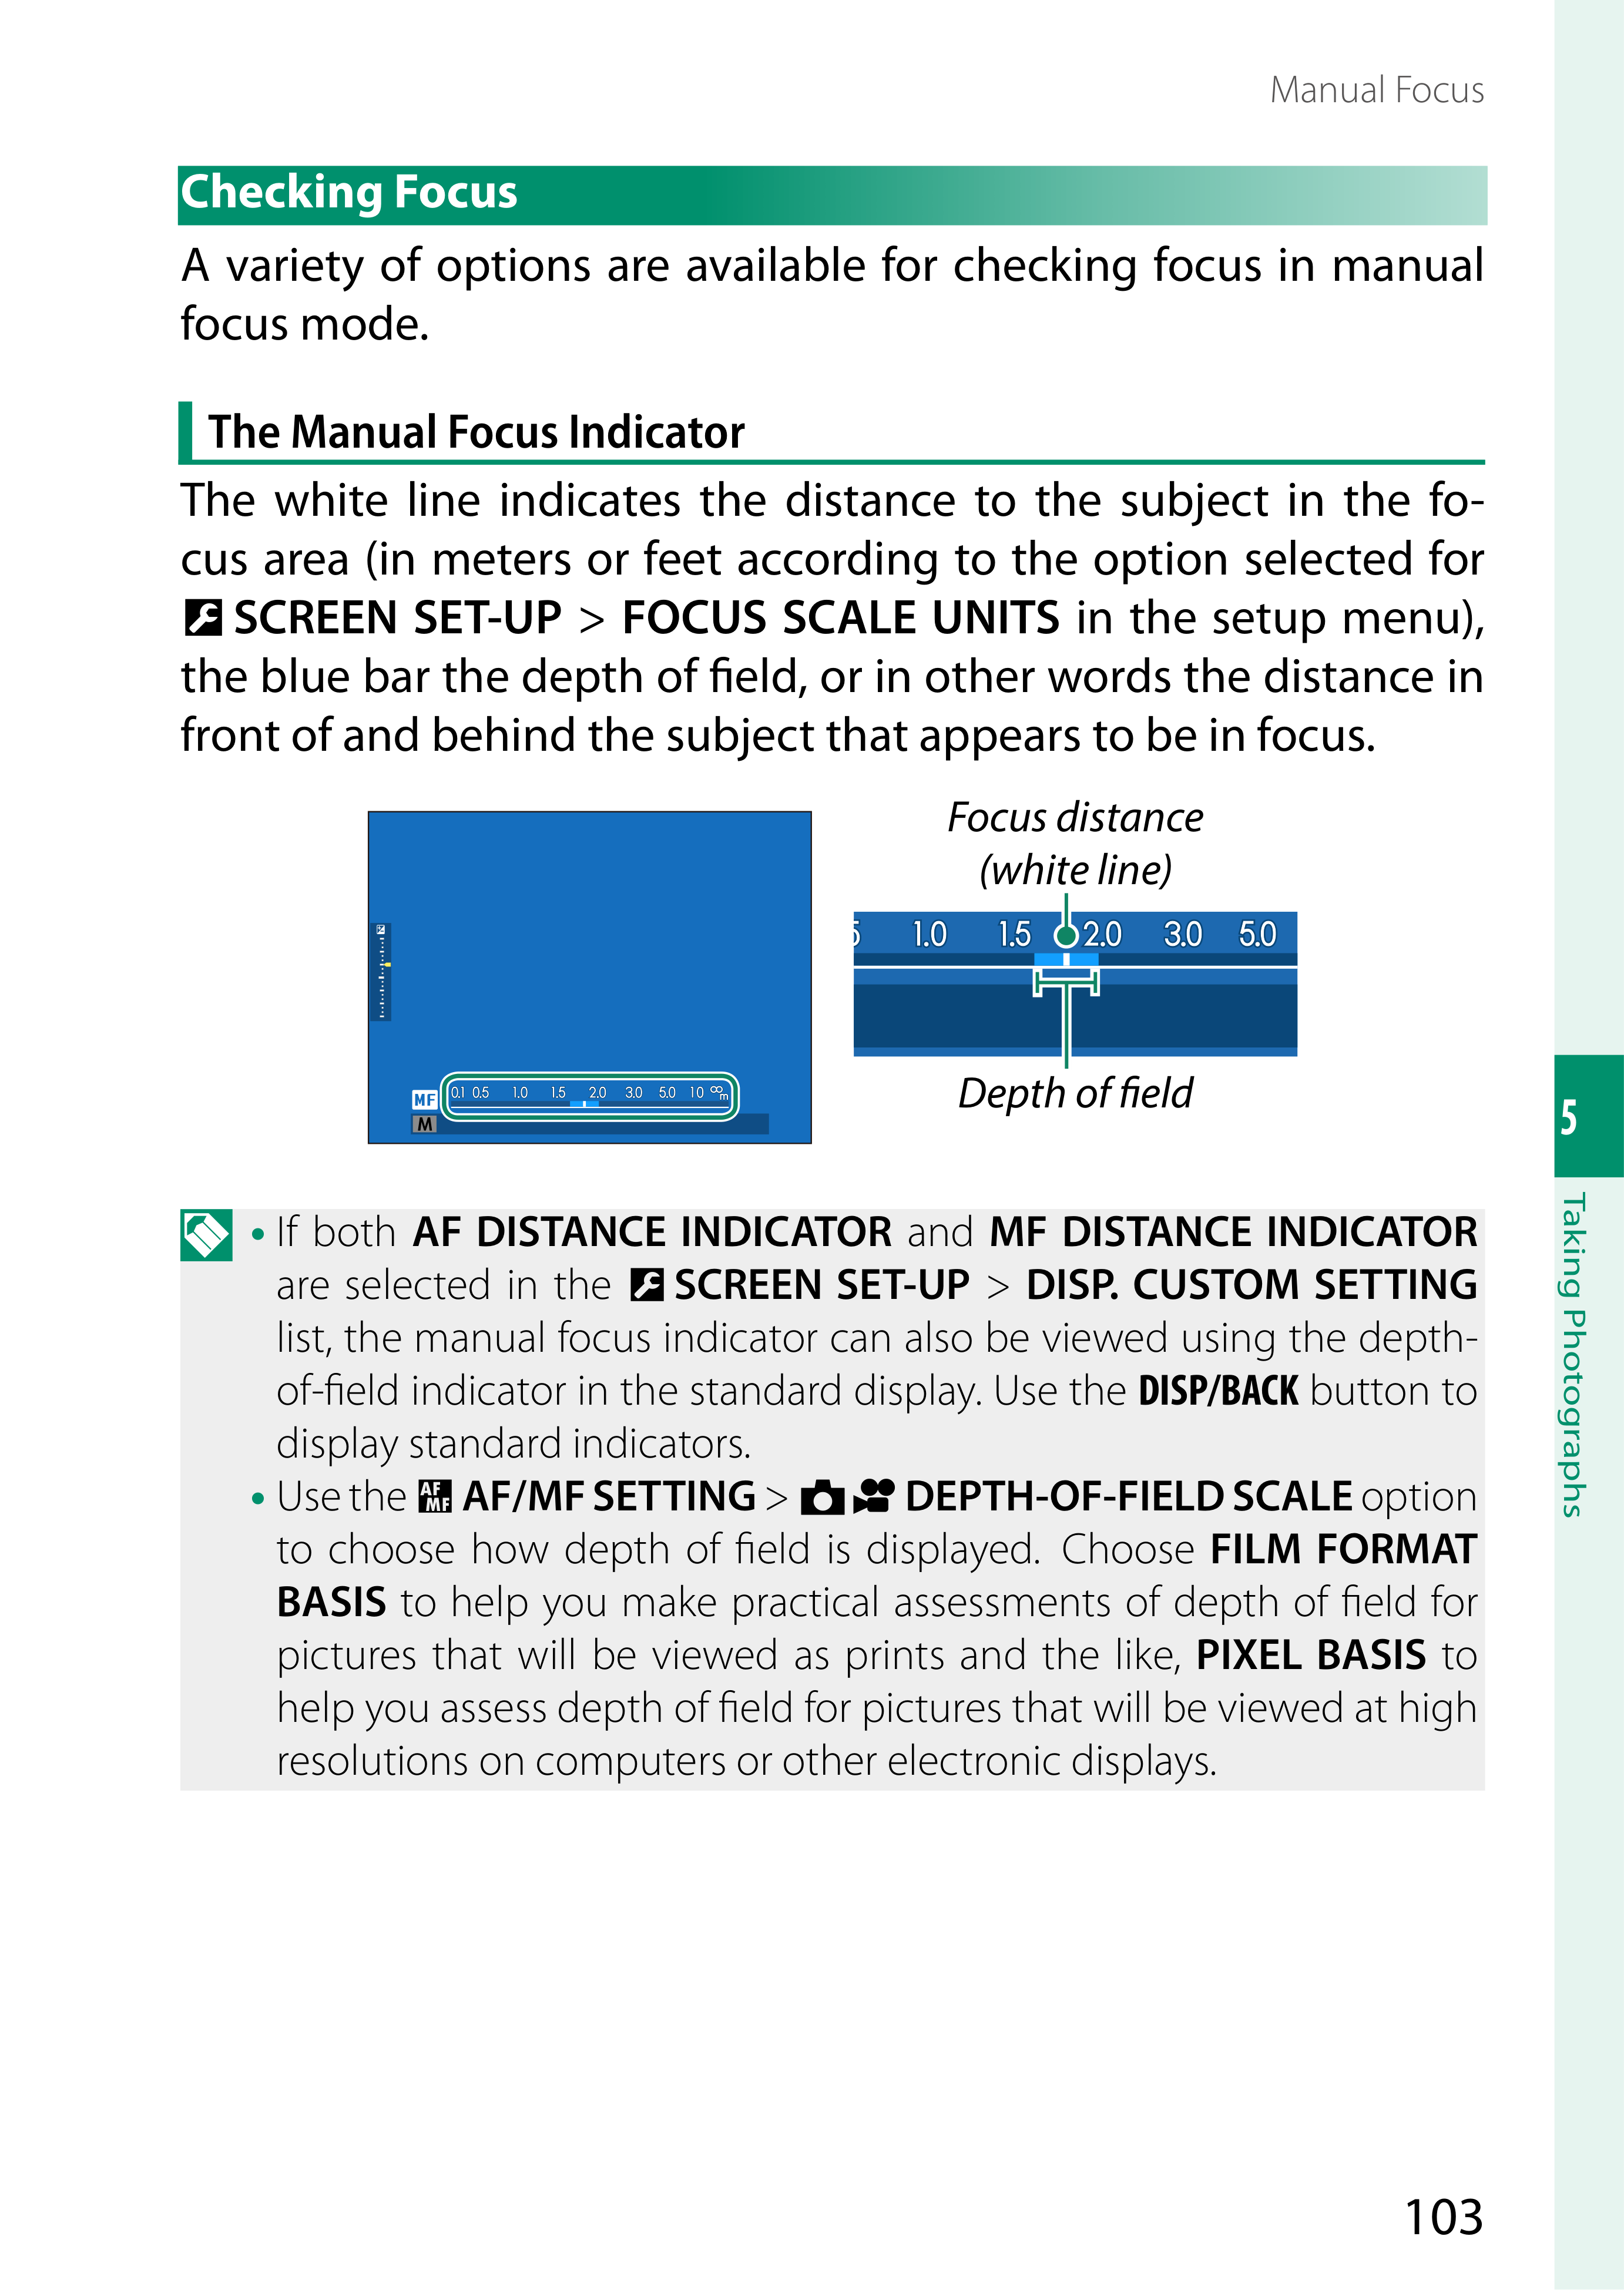 Manual Focus
Checking Focus
A variety of options are available for checking focus in manual
focus mode.
The Manual Focus Indicator
The white line indicates the distance to the subject in the fo-
cus area (in meters or feet according to the option selected for
SCREEN SET-UP > FOCUS SCALE UNITS in the setup menu),
the blue bar the depth of field, or in other words the distance in
front of and behind the subject that appears to be in focus.
Focus distance
(white line)
5 1.0 1.5 2.0 3.0 5.0
Depth of field
MF 0.1 0.5 1.0 1.5 2.0 3.0 5.0 10 ∞ m
M
• If both AF DISTANCE INDICATOR and MF DISTANCE INDICATOR
are selected in the SCREEN SET-UP > DISP. CUSTOM SETTING
list, the manual focus indicator can also be viewed using the depth-
of-field indicator in the standard display. Use the DISP/BACK button to
display standard indicators.
• Use the AF MF AF/MF SETTING > DEPTH-OF-FIELD SCALE option
to choose how depth of field is displayed. Choose FILM FORMAT
BASIS to help you make practical assessments of depth of field for
pictures that will be viewed as prints and the like, PIXEL BASIS to
help you assess depth of field for pictures that will be viewed at high
resolutions on computers or other electronic displays.
5
Taking Photographs
103